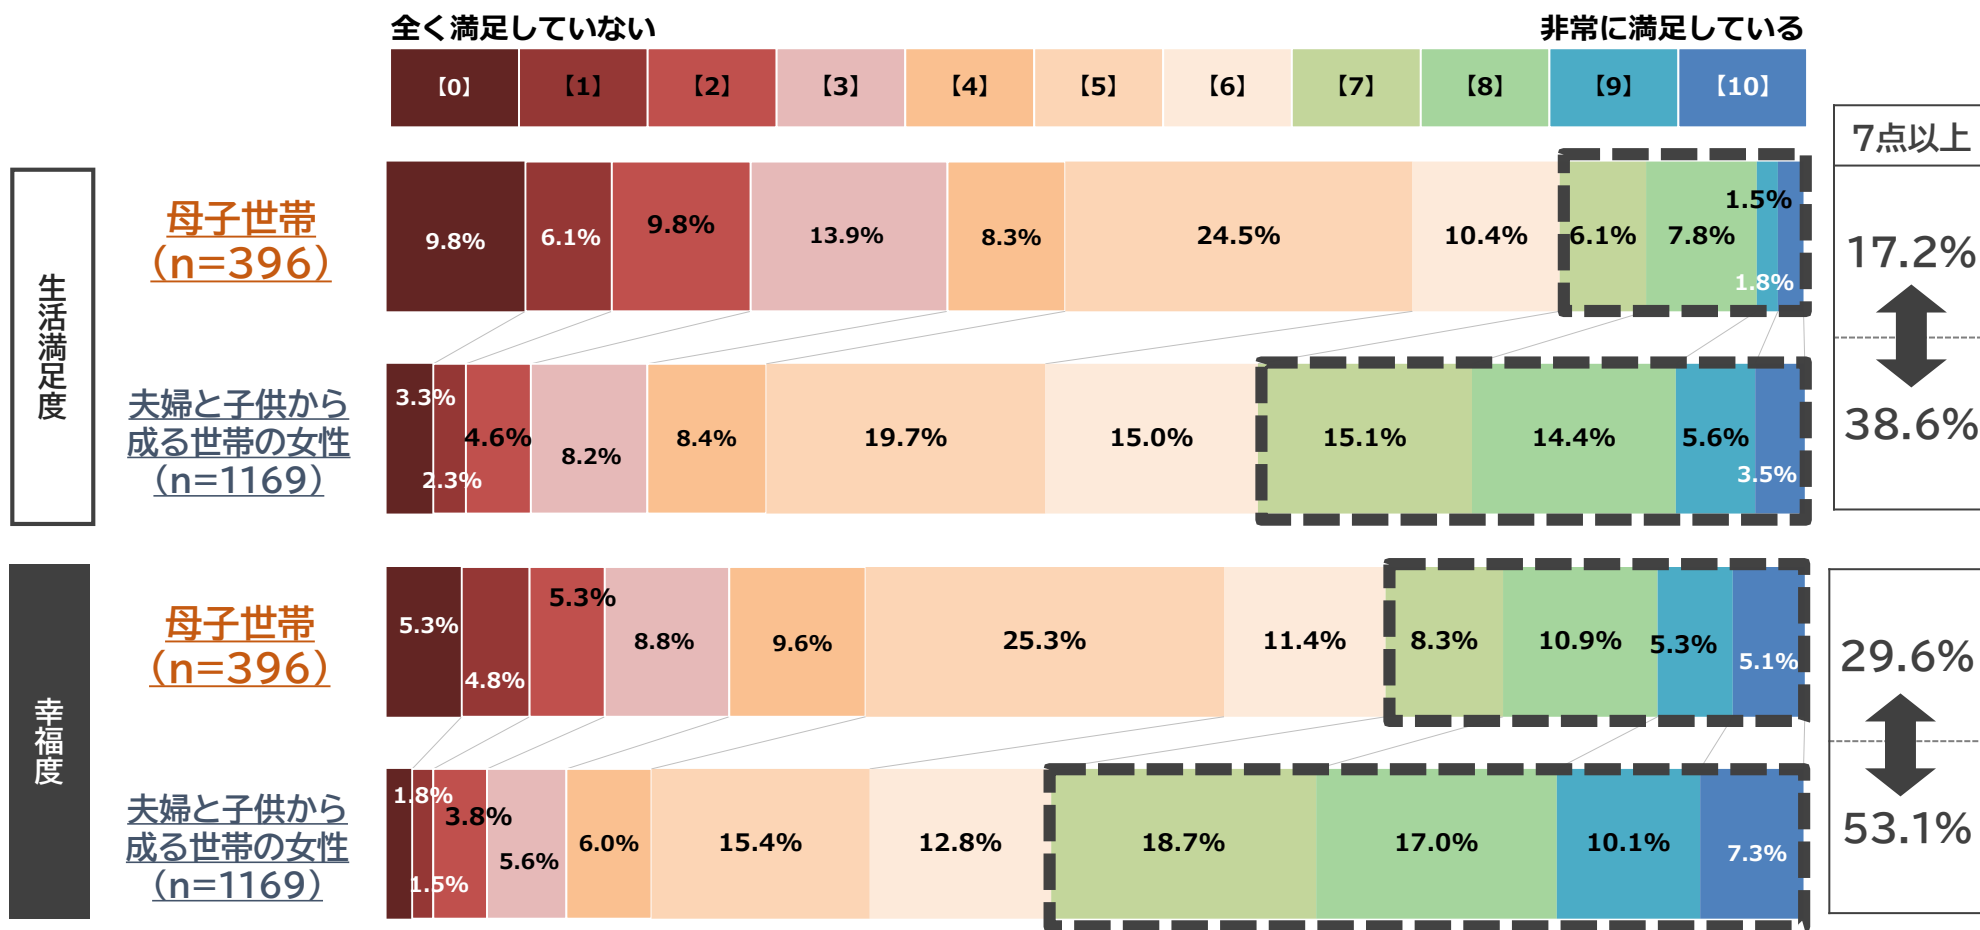 全く満足していない 非常に満足している
【0】 【1】 【2】 【3】 【4】 【5】 【6】 【7】 【8】 【9】 【10】
7点以上
生活満足度
母子世帯
(n=396)
9.8% 6.1% 9.8% 13.9% 8.3% 24.5% 10.4% 6.1% 7.8% 1.5% 1.8%
17.2%
夫婦と子供から
成る世帯の女性
(n=1169)
3.3% 2.3% 4.6% 8.2% 8.4% 19.7% 15.0% 15.1% 14.4% 5.6% 3.5%
38.6%
幸福度
母子世帯
(n=396)
5.3% 4.8% 5.3% 8.8% 9.6% 25.3% 11.4% 8.3% 10.9% 5.3% 5.1%
29.6%
夫婦と子供から
成る世帯の女性
(n=1169)
1.8% 1.5% 3.8% 5.6% 6.0% 15.4% 12.8% 18.7% 17.0% 10.1% 7.3%
53.1%